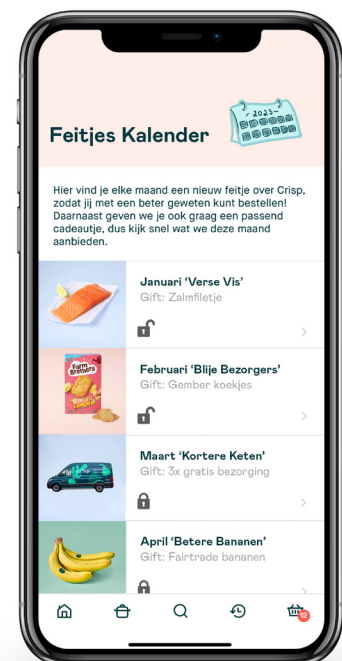 Feitjes Kalender
-2023-
Hier vind je elke maand een nieuw feitje over Crisp,
zodat jij met een beter geweten kunt bestellen!
Daarnaast geven we je ook graag een passend
cadeautje, dus kijk snel wat we deze maand
aanbieden.
Januari ‘Verse Vis’
Gift: Zalmfiletje
Farm
Brothers
Februari ‘Blije Bezorgers’
Gift: Gember koekjes
Maart ‘Kortere Keten’
Gift: 3x gratis bezorging
April ‘Betere Bananen’
Gift: Fairtrade bananen
12